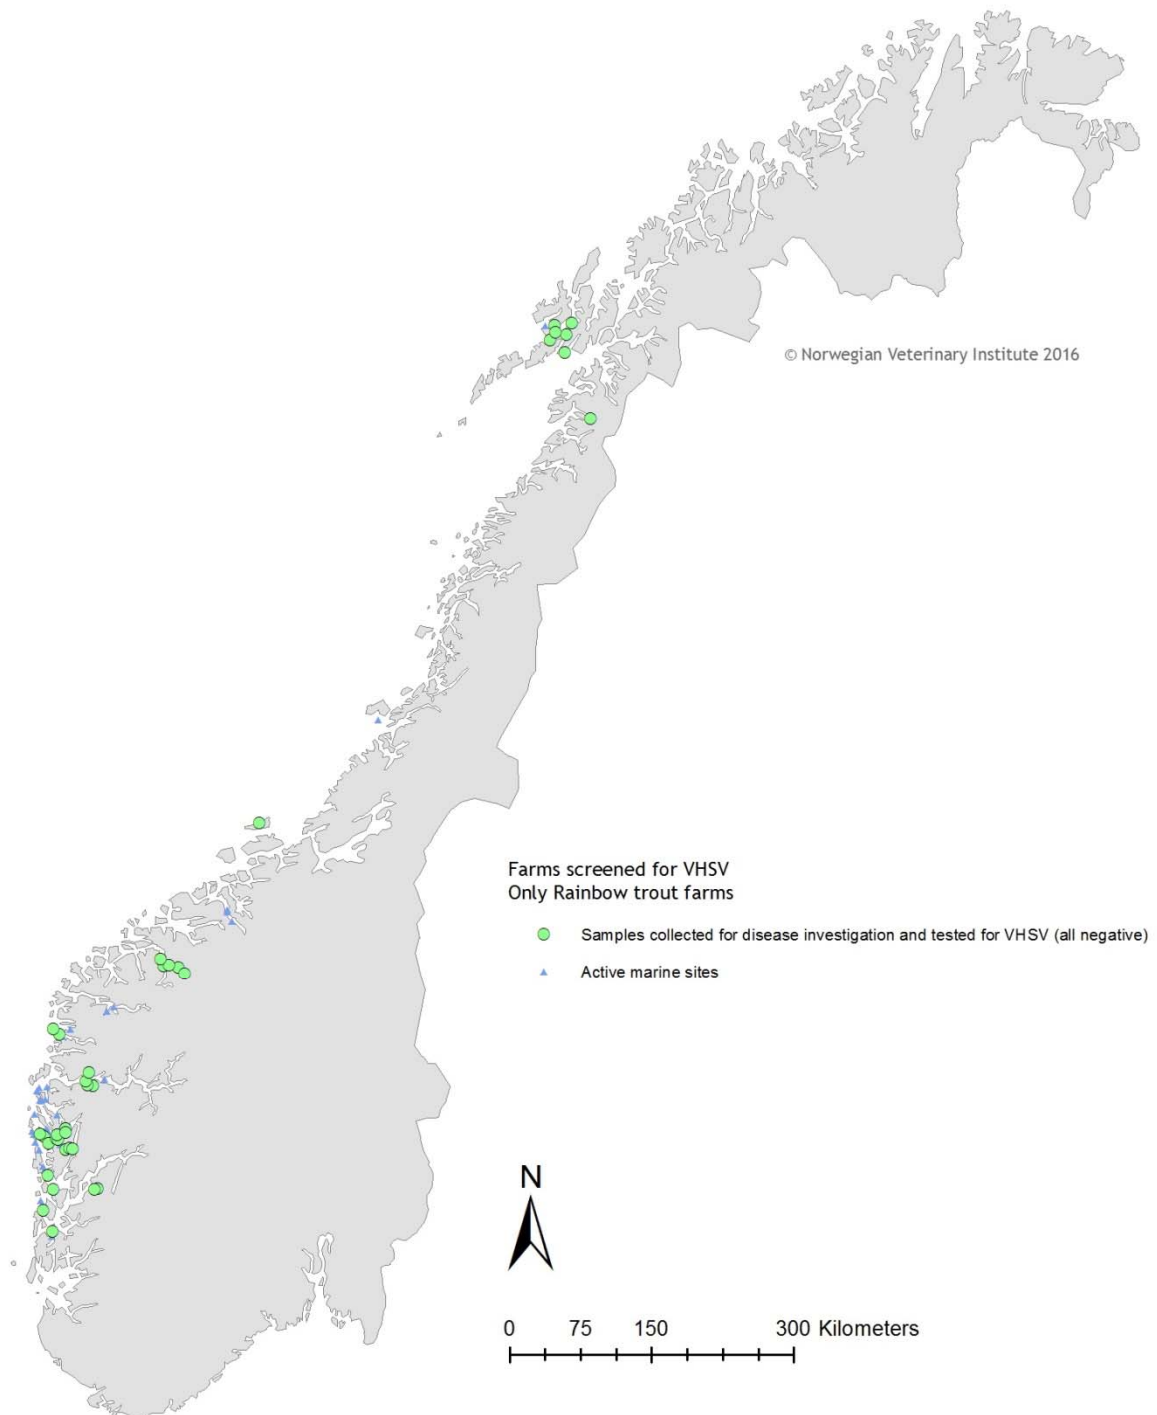 © Norwegian Veterinary Institute 2016
Farms screened for VHSV
Only Rainbow trout farms
Samples collected for disease investigation and tested for VHSV (all negative)
Active marine sites
N
0 75 150 300 Kilometers